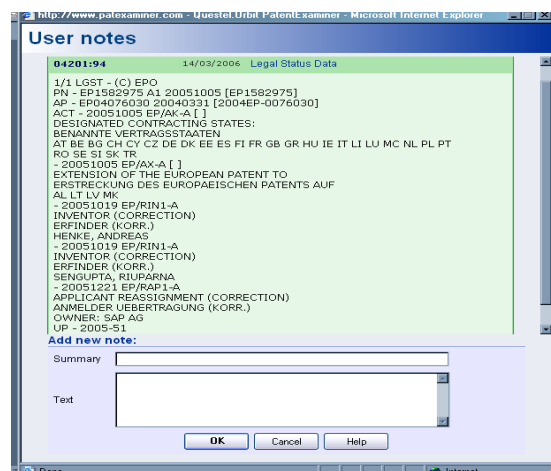 http://www.patexaminer.com - Questel.Orbit PatentExaminer - Microsoft Internet Explorer
User notes
04201:94 14/03/2006 Legal Status Data
1/1 LGST - (C) EPO
PN - EP1582975 A1 20051005 [EP1582975]
AP - EP04076030 20040331 [2004EP-0076030]
ACT - 20051005 EP/AK-A [ ]
DESIGNATED CONTRACTING STATES:
BENANNTE VERTRAGSSTAATEN
AT BE BG CH CY CZ DE DK EE ES FI FR GB GR HU IE IT LI LU MC NL PL PT
RO SE SI SK TR
- 20051005 EP/AX-A [ ]
EXTENSION OF THE EUROPEAN PATENT TO
ERSTRECKUNG DES EUROPAEISCHEN PATENTS AUF
AL LT LV MK
- 20051019 EP/RIN1-A
INVENTOR (CORRECTION)
ERFINDER (KORR.)
HENKE, ANDREAS
- 20051019 EP/RIN1-A
INVENTOR (CORRECTION)
ERFINDER (KORR.)
SENGUPTA, RIUPARNA
- 20051221 EP/RAP1-A
APPLICANT REASSIGNMENT (CORRECTION)
ANMELDER UEBERTRAGUNG (KORR.)
OWNER: SAP AG
UP - 2005-51
Add new note:
Summary
Text
OK Cancel Help